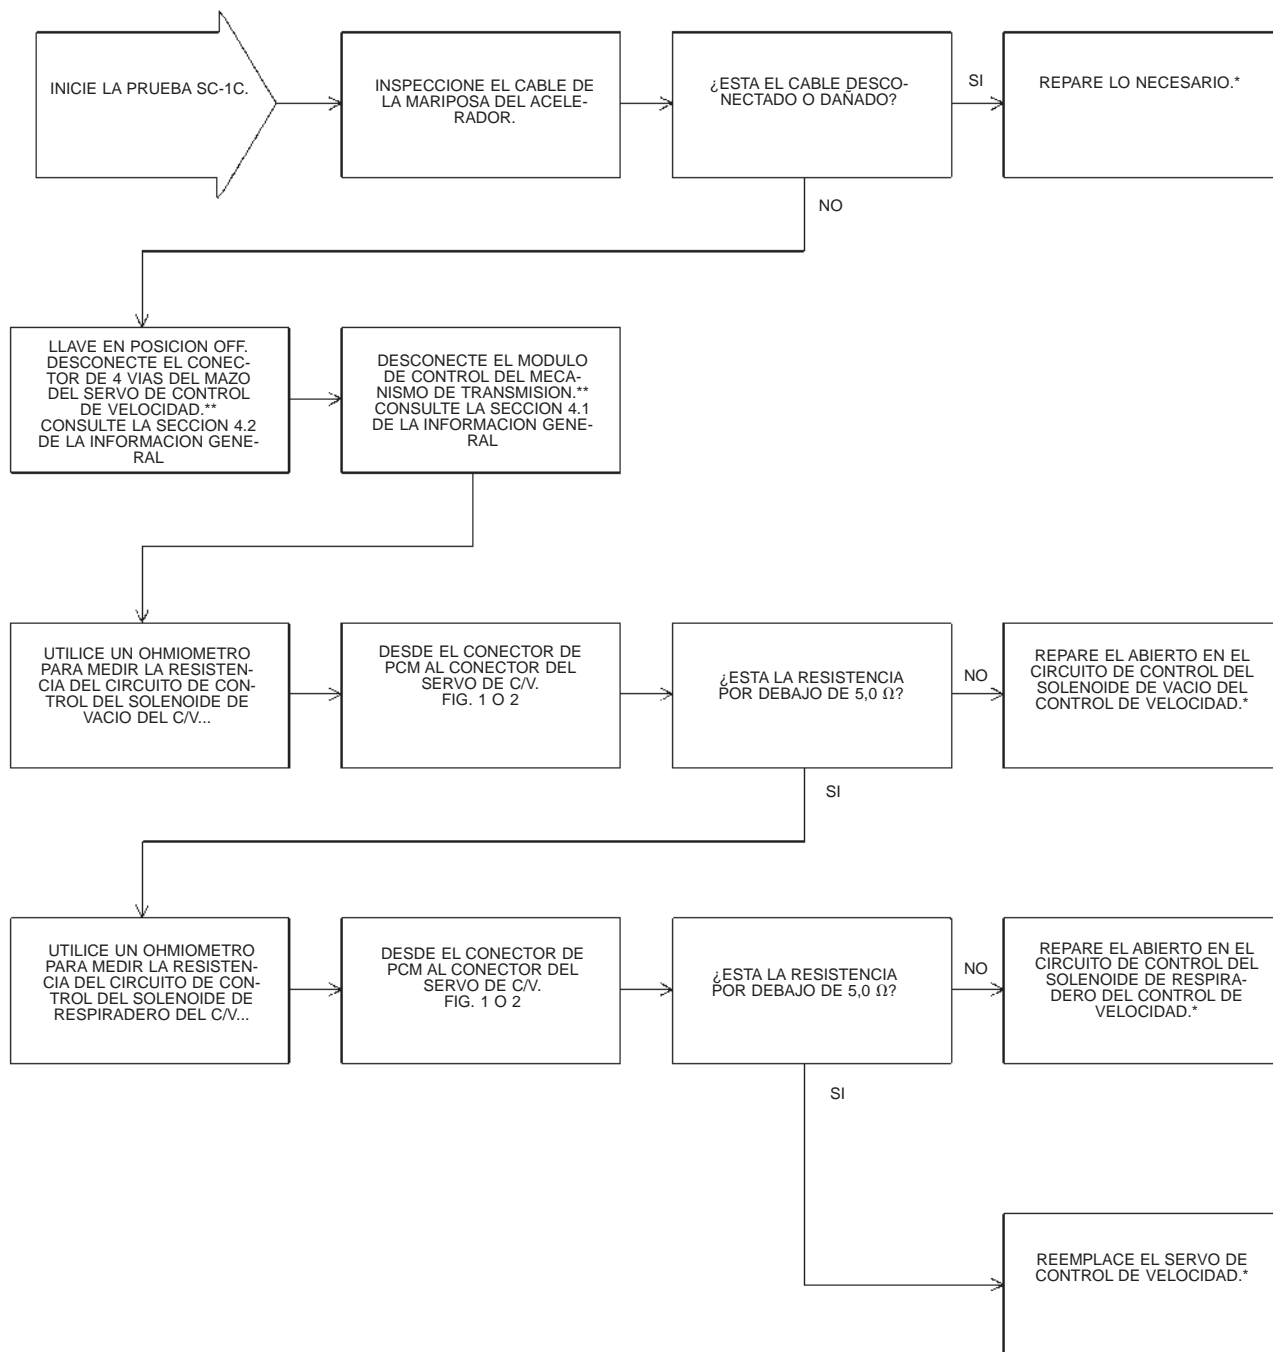 INICIE LA PRUEBA SC-1C.
INSPECCIONE EL CABLE DE
LA MARIPOSA DEL ACELE-
RADOR.
¿ESTA EL CABLE DESCO-
NECTADO O DAÑADO?
SI
REPARE LO NECESARIO.*
NO
LLAVE EN POSICION OFF.
DESCONECTE EL CONEC-
TOR DE 4 VIAS DEL MAZO
DEL SERVO DE CONTROL
DE VELOCIDAD.**
CONSULTE LA SECCION 4.2
DE LA INFORMACION GENE-
RAL
DESCONECTE EL MODULO
DE CONTROL DEL MECA-
NISMO DE TRANSMISION.**
CONSULTE LA SECCION 4.1
DE LA INFORMACION GENE-
RAL
UTILICE UN OHMIOMETRO
PARA MEDIR LA RESISTEN-
CIA DEL CIRCUITO DE CON-
TROL DEL SOLENOIDE DE
VACIO DEL C/V...
DESDE EL CONECTOR DE
PCM AL CONECTOR DEL
SERVO DE C/V.
FIG. 1 O 2
¿ESTA LA RESISTENCIA
POR DEBAJO DE 5,0 Ω?
NO
REPARE EL ABIERTO EN EL
CIRCUITO DE CONTROL DEL
SOLENOIDE DE VACIO DEL
CONTROL DE VELOCIDAD.*
SI
UTILICE UN OHMIOMETRO
PARA MEDIR LA RESISTEN-
CIA DEL CIRCUITO DE CON-
TROL DEL SOLENOIDE DE
RESPIRADERO DEL C/V...
DESDE EL CONECTOR DE
PCM AL CONECTOR DEL
SERVO DE C/V.
FIG. 1 O 2
¿ESTA LA RESISTENCIA
POR DEBAJO DE 5,0 Ω?
NO
REPARE EL ABIERTO EN EL
CIRCUITO DE CONTROL DEL
SOLENOIDE DE RESPIRA-
DERO DEL CONTROL DE
VELOCIDAD.*
SI
REEMPLACE EL SERVO DE
CONTROL DE VELOCIDAD.*